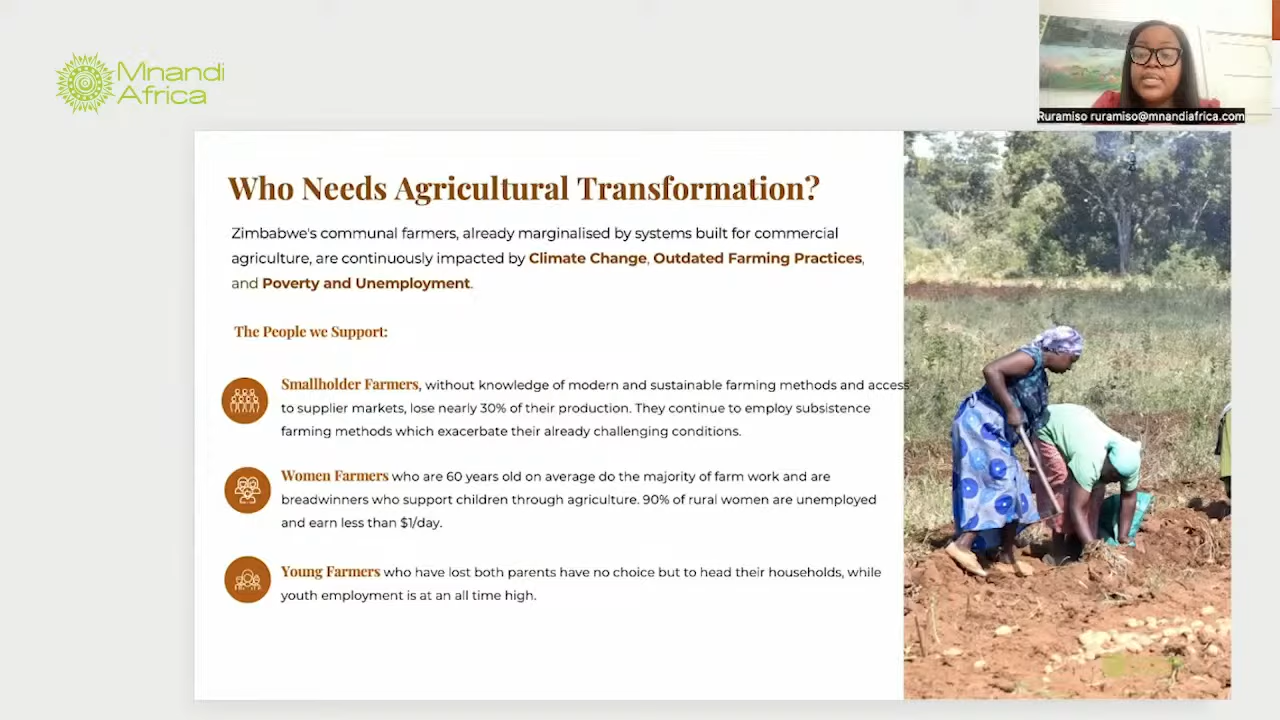 Mnandi
Africa
Ruramiso ruramiso@mnandiafrica.com
Who Needs Agricultural Transformation?
Zimbabwe's communal farmers, already marginalised by systems built for commercial
agriculture, are continuously impacted by Climate Change, Outdated Farming Practices,
and Poverty and Unemployment.
The People we Support:
Smallholder Farmers, without knowledge of modern and sustainable farming methods and access
to supplier markets, lose nearly 30% of their production. They continue to employ subsistence
farming methods which exacerbate their already challenging conditions.
Women Farmers who are 60 years old on average do the majority of farm work and are
breadwinners who support children through agriculture. 90% of rural women are unemployed
and earn less than $1/day.
Young Farmers who have lost both parents have no choice but to head their households, while
youth employment is at an all time high.